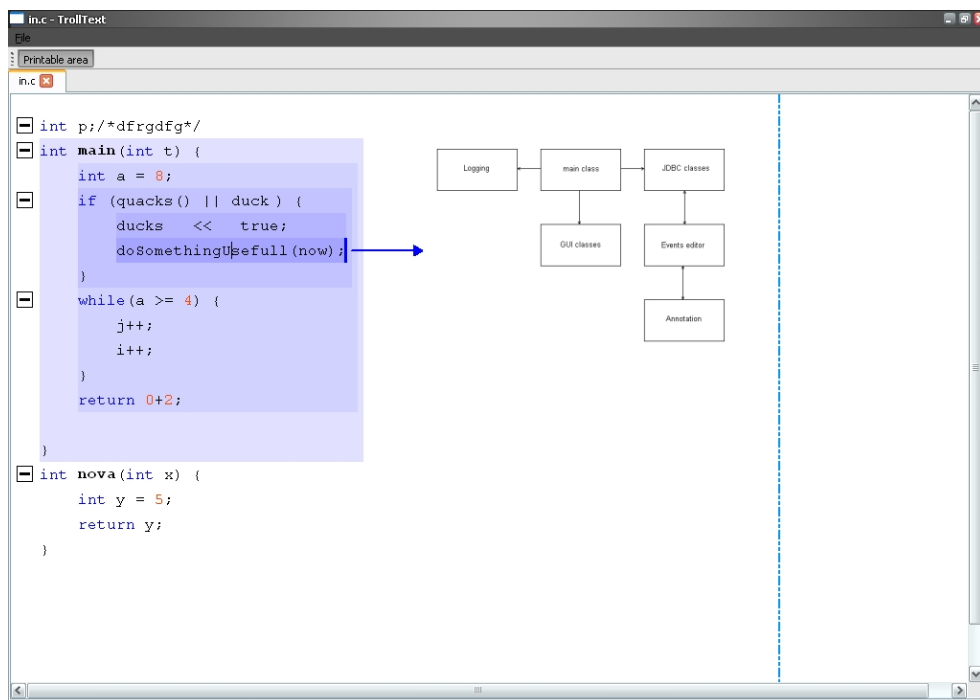 in.c - TrollText
File
Printable area
in.c
int p;/*dfrgdfg*/
int main(int t) {
int a = 8;
if (quacks() || duck ) {
ducks << true;
doSomethingUsefull(now);
}
while(a >= 4) {
j++;
i++;
}
return 0+2;
}
int nova(int x) {
int y = 5;
return y;
}
Logging
main class
JDBC classes
GUI classes
Events editor
Annotation